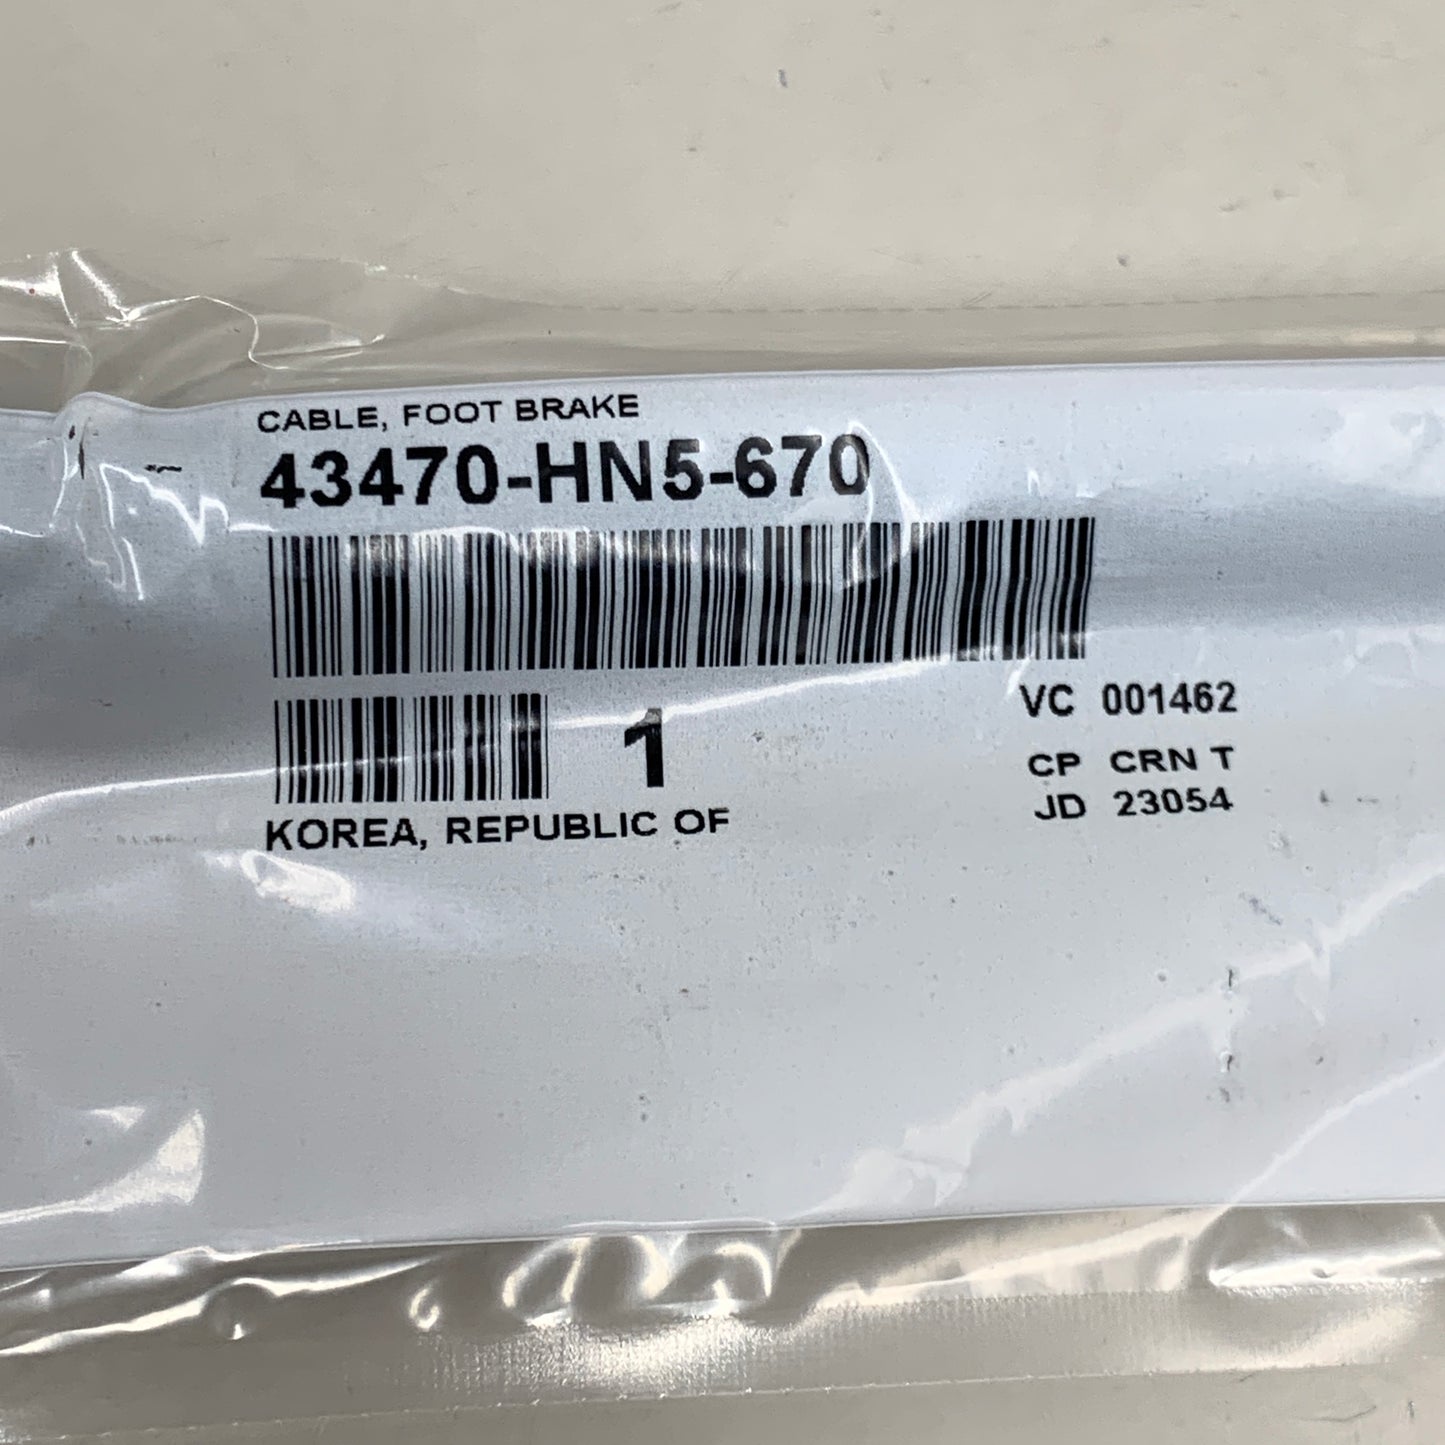 CABLE, FOOT BRAKE
43470-HN5-670
1
VC 001462
CP CRN T
JD 23054
KOREA, REPUBLIC OF